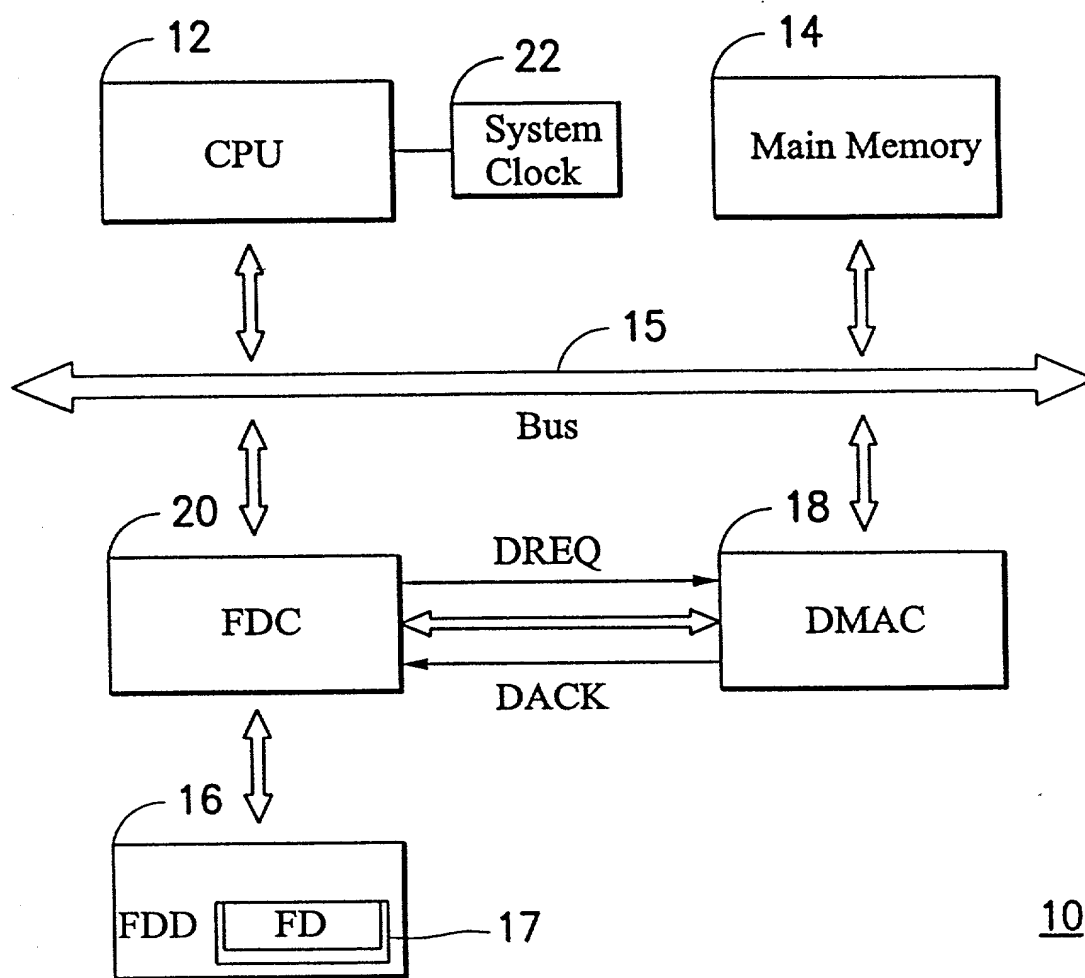 12
22
14
CPU
System
Clock
Main Memory
15
Bus
20
18
DREQ
FDC
DMAC
DACK
16
FDD
FD
17
10